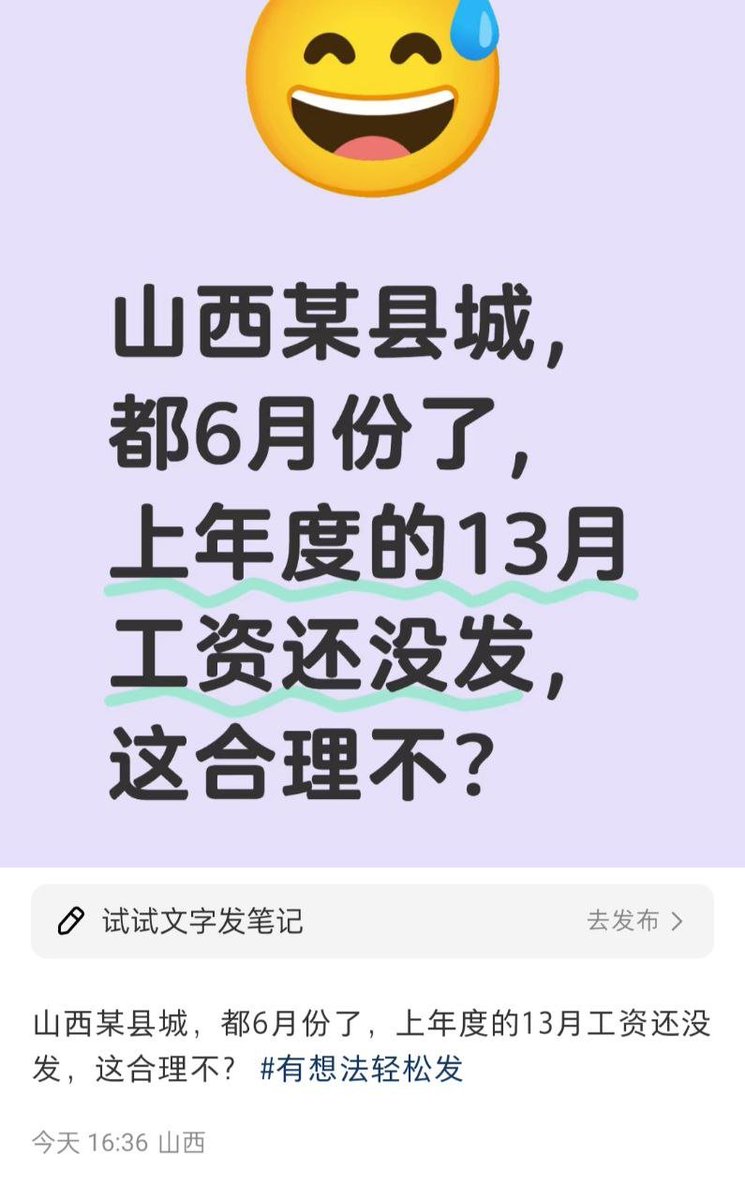 山西某县城，
都6月份了，
上年度的13月
工资还没发，
这合理不？
试试文字发笔记
去发布
山西某县城，都6月份了，上年度的13月工资还没
发，这合理不？ #有想法轻松发
今天 16:36 山西